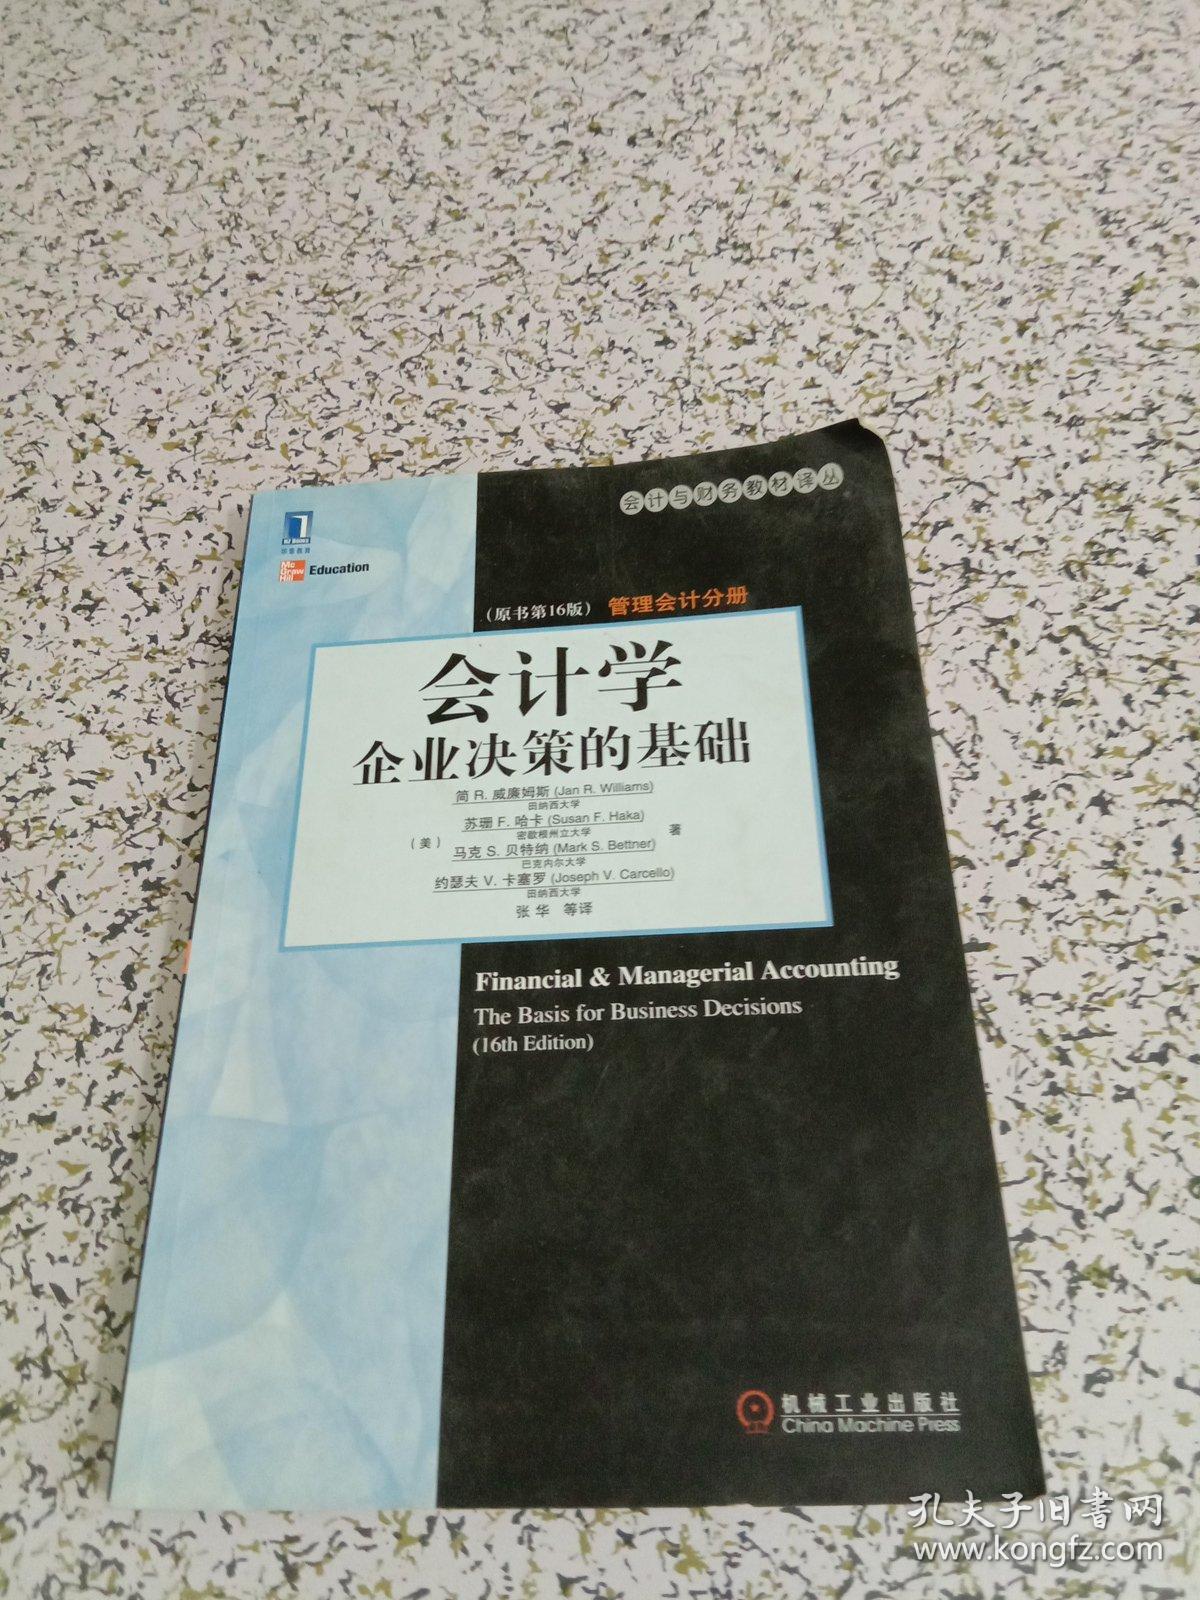 会计与财务教材译丛
HZ BOOKS
华章教育
Mc
Graw
Hill
Education
（原书第16版） 管理会计分册
会计学
企业决策的基础
简 R. 威廉姆斯 (Jan R. Williams)
田纳西大学
苏珊 F. 哈卡 (Susan F. Haka)
密歇根州立大学
（美） 著
马克 S. 贝特纳 (Mark S. Bettner)
巴克内尔大学
约瑟夫 V. 卡塞罗 (Joseph V. Carcello)
田纳西大学
张 华 等译
Financial & Managerial Accounting
The Basis for Business Decisions
(16th Edition)
机械工业出版社
China Machine Press
孔夫子旧书网
www.kongfz.com